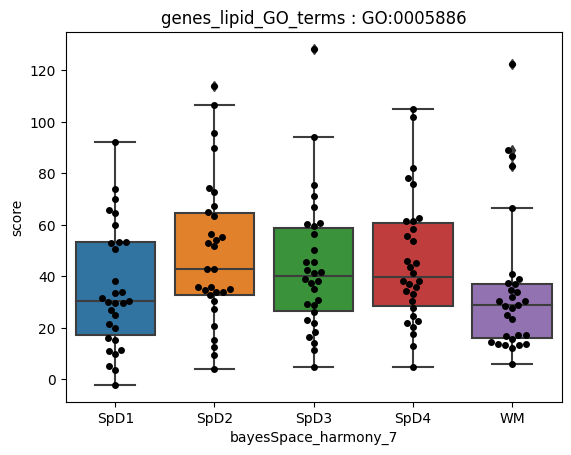 genes_lipid_GO_terms : GO:0005886
score
120
100
80
60
40
20
0
SpD1 SpD2 SpD3 SpD4 WM
bayesSpace_harmony_7